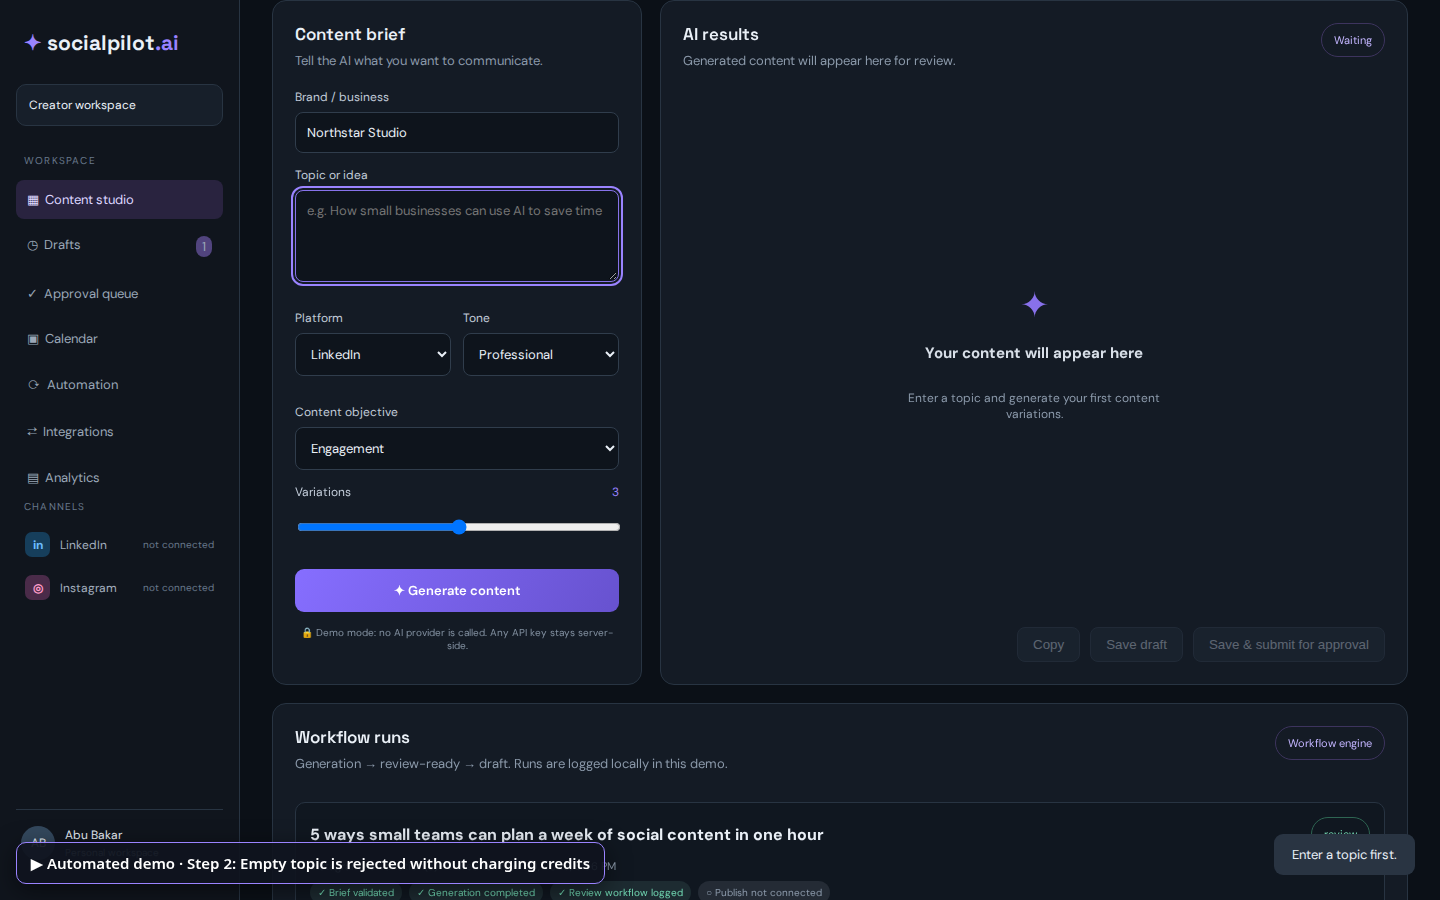 ✦ socialpilot.ai
Creator workspace
WORKSPACE
▦ Content studio
◷ Drafts 1
✓ Approval queue
▣ Calendar
⟳ Automation
⇄ Integrations
▤ Analytics
CHANNELS
in LinkedIn not connected
◎ Instagram not connected
Abu Bakar
Content brief
Tell the AI what you want to communicate.
Brand / business
Northstar Studio
Topic or idea
e.g. How small businesses can use AI to save time
Platform Tone
LinkedIn Professional
Content objective
Engagement
Variations 3
✦ Generate content
🔒 Demo mode: no AI provider is called. Any API key stays server-
side.
AI results
Generated content will appear here for review.
Waiting
✦
Your content will appear here
Enter a topic and generate your first content
variations.
Copy Save draft Save & submit for approval
Workflow runs
Generation → review-ready → draft. Runs are logged locally in this demo.
Workflow engine
5 ways small teams can plan a week of social content in one hour
review
PM
✓ Brief validated ✓ Generation completed ✓ Review workflow logged ○ Publish not connected
▶ Automated demo · Step 2: Empty topic is rejected without charging credits
Enter a topic first.